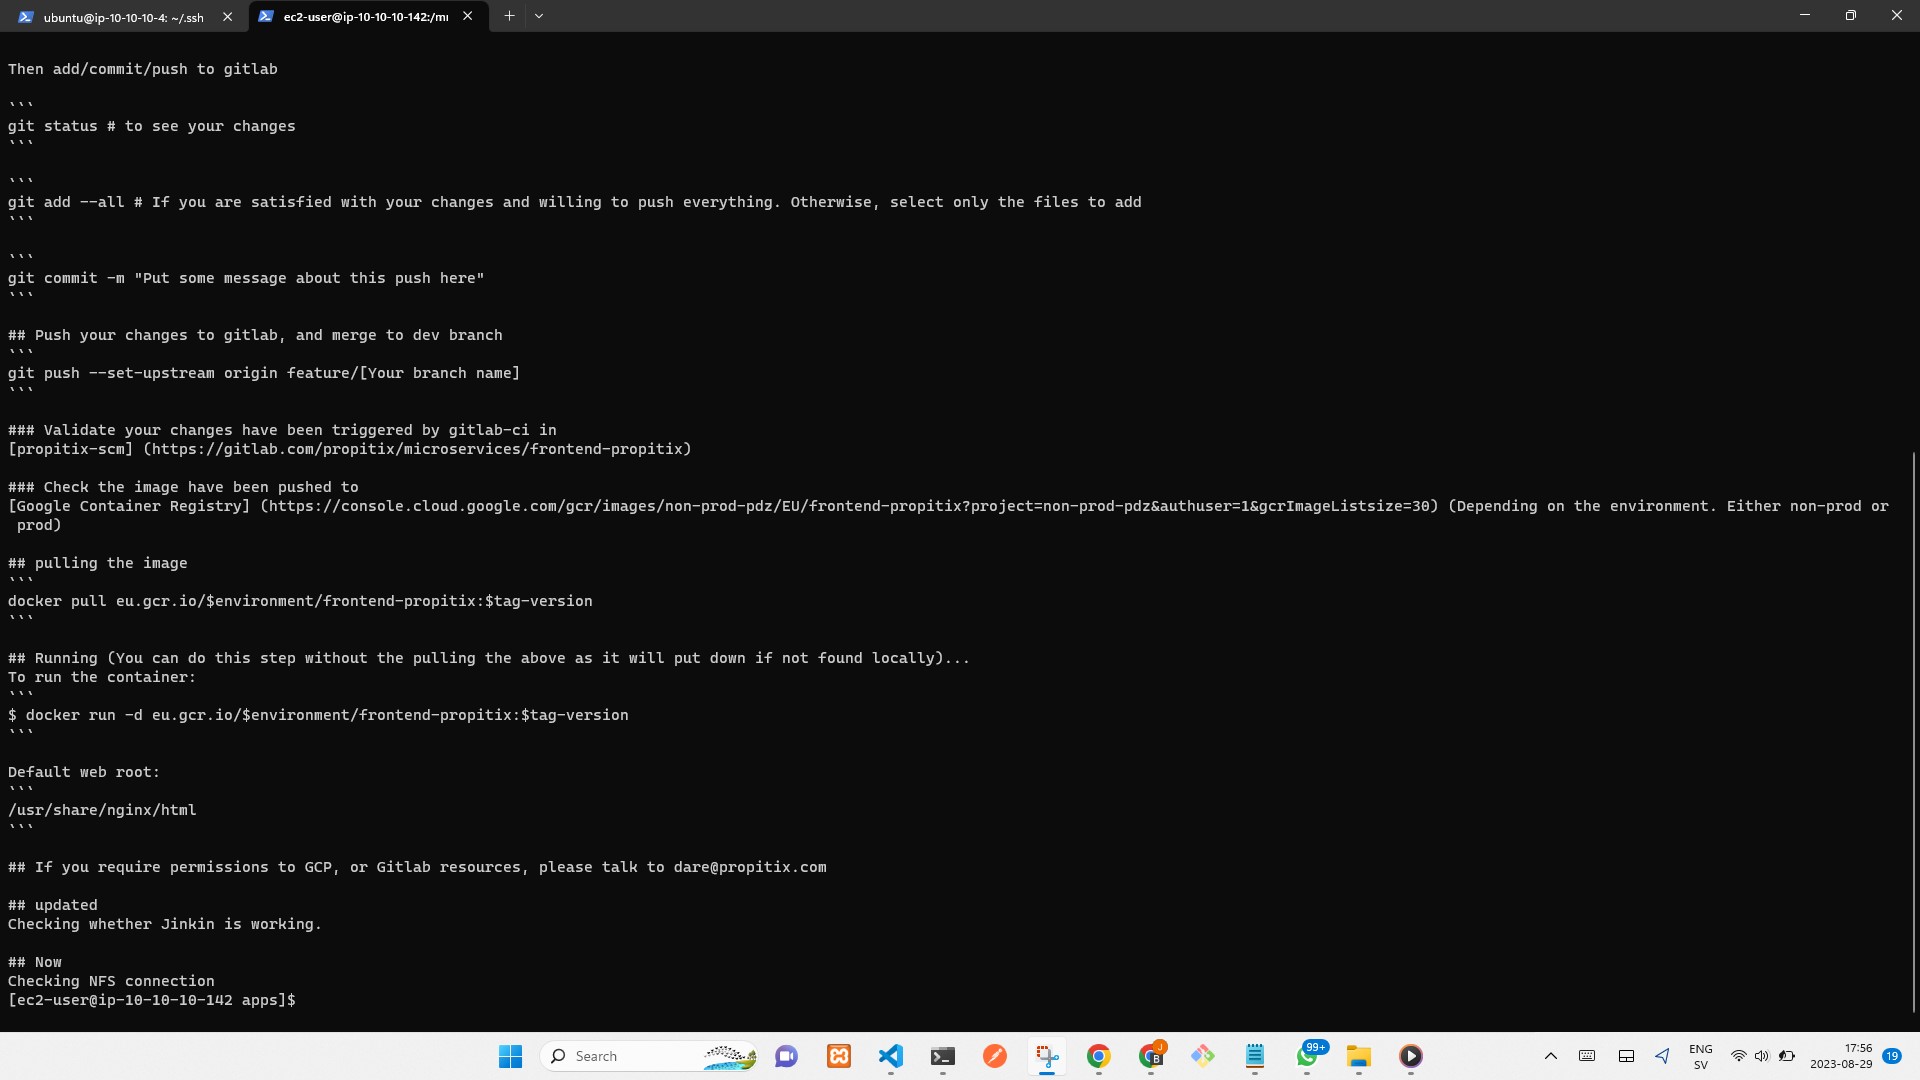 ubuntu@ip-10-10-10-4: ~/.ssh
ec2-user@ip-10-10-10-142:/mi
Then add/commit/push to gitlab
```
git status # to see your changes
```
```
git add --all # If you are satisfied with your changes and willing to push everything. Otherwise, select only the files to add
```
```
git commit -m "Put some message about this push here"
```
## Push your changes to gitlab, and merge to dev branch
```
git push --set-upstream origin feature/[Your branch name]
```
### Validate your changes have been triggered by gitlab-ci in
[propitix-scm] (https://gitlab.com/propitix/microservices/frontend-propitix)
### Check the image have been pushed to
[Google Container Registry] (https://console.cloud.google.com/gcr/images/non-prod-pdz/EU/frontend-propitix?project=non-prod-pdz&authuser=1&gcrImageListsize=30) (Depending on the environment. Either non-prod or
prod)
## pulling the image
```
docker pull eu.gcr.io/$environment/frontend-propitix:$tag-version
```
## Running (You can do this step without the pulling the above as it will put down if not found locally)...
To run the container:
```
$ docker run -d eu.gcr.io/$environment/frontend-propitix:$tag-version
```
Default web root:
```
/usr/share/nginx/html
```
## If you require permissions to GCP, or Gitlab resources, please talk to dare@propitix.com
## updated
Checking whether Jinkin is working.
## Now
Checking NFS connection
[ec2-user@ip-10-10-10-142 apps]$
Search
J
B
99+
ENG
SV
17:56
2023-08-29
19